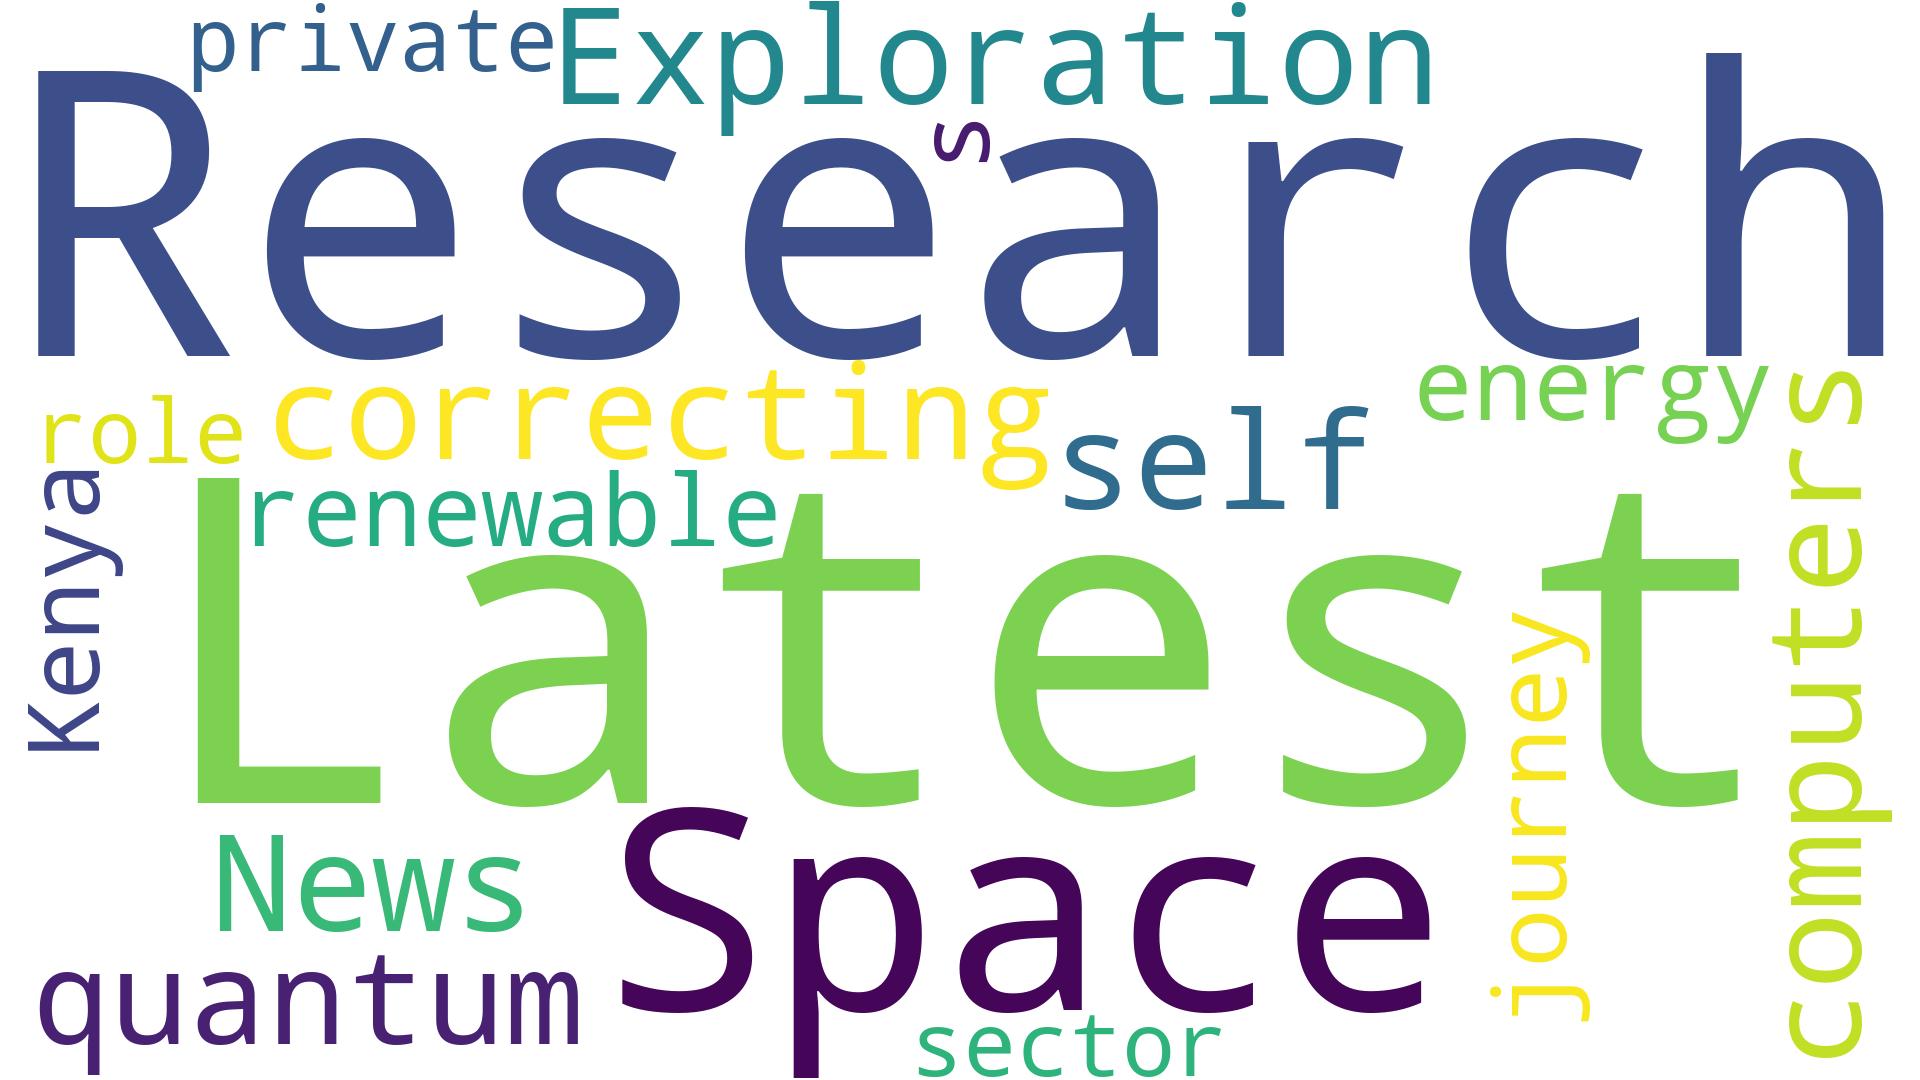 private
Exploration
s
Research
role
correcting
self
energy
renewable
Kenya
Latest
computers
journey
News
Space
quantum
sector